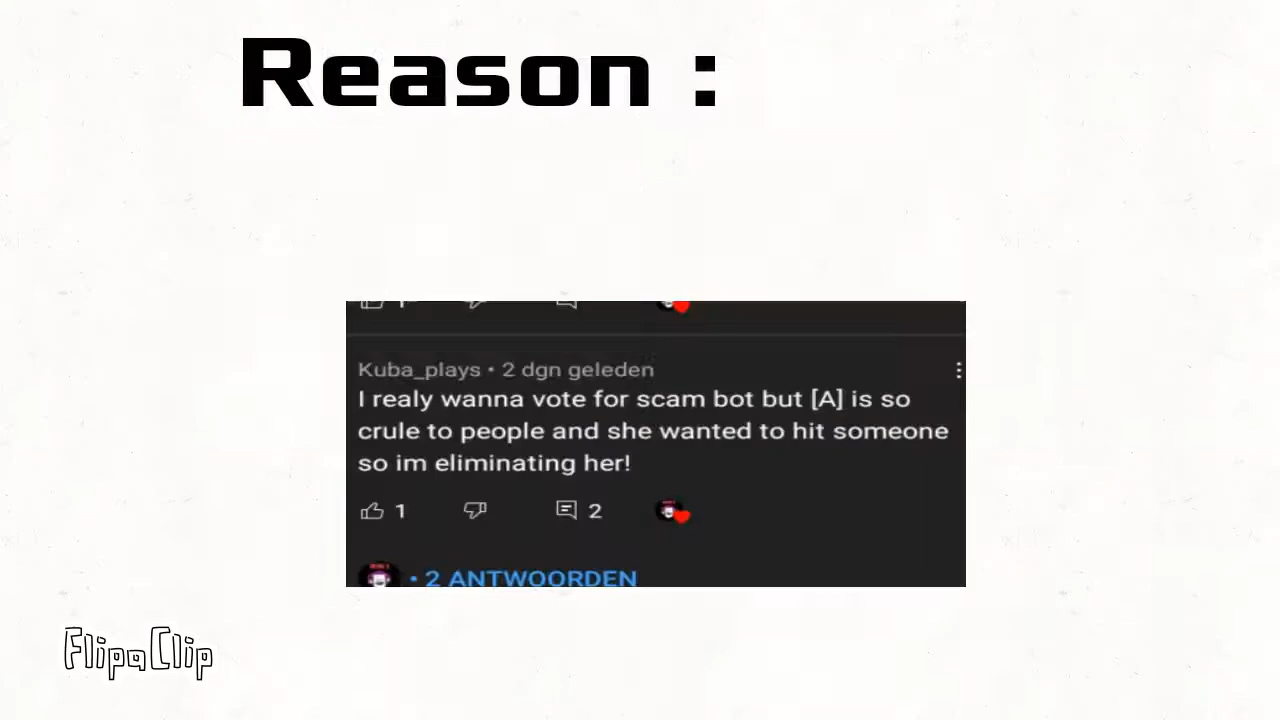 Reason :
Kuba_plays • 2 dgn geleden
I realy wanna vote for scam bot but [A] is so
crule to people and she wanted to hit someone
so im eliminating her!
1 2
• 2 ANTWOORDEN
FlipaClip